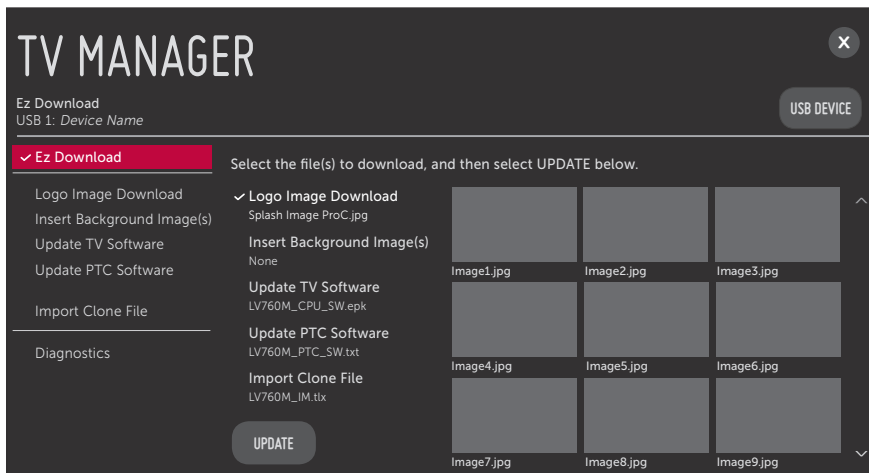 TV MANAGER
X
Ez Download
USB 1: Device Name
USB DEVICE
Ez Download
Logo Image Download
Insert Background Image(s)
Update TV Software
Update PTC Software
Import Clone File
Diagnostics
Select the file(s) to download, and then select UPDATE below.
Logo Image Download
Splash Image ProC.jpg
Insert Background Image(s)
None
Update TV Software
LV760M_CPU_SW.epk
Update PTC Software
LV760M_PTC_SW.txt
Import Clone File
LV760M_IM.tlx
UPDATE
Image1.jpg
Image2.jpg
Image3.jpg
Image4.jpg
Image5.jpg
Image6.jpg
Image7.jpg
Image8.jpg
Image9.jpg